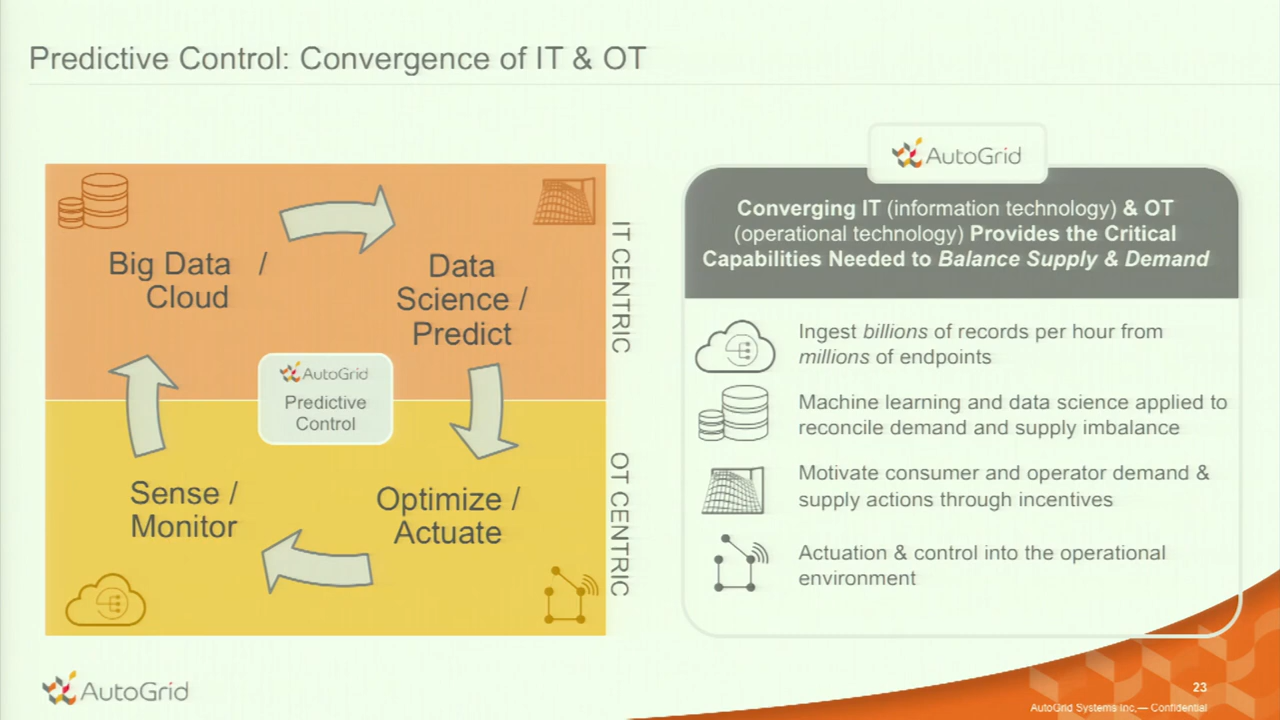 Predictive Control: Convergence of IT & OT
Big Data /
Cloud
Data
Science /
Predict
IT CENTRIC
AutoGrid
Predictive
Control
Sense /
Monitor
Optimize /
Actuate
OT CENTRIC
AutoGrid
Converging IT (information technology) & OT
(operational technology) Provides the Critical
Capabilities Needed to Balance Supply & Demand
Ingest billions of records per hour from
millions of endpoints
Machine learning and data science applied to
reconcile demand and supply imbalance
Motivate consumer and operator demand &
supply actions through incentives
Actuation & control into the operational
environment
AutoGrid
23
AutoGrid Systems Inc.— Confidential